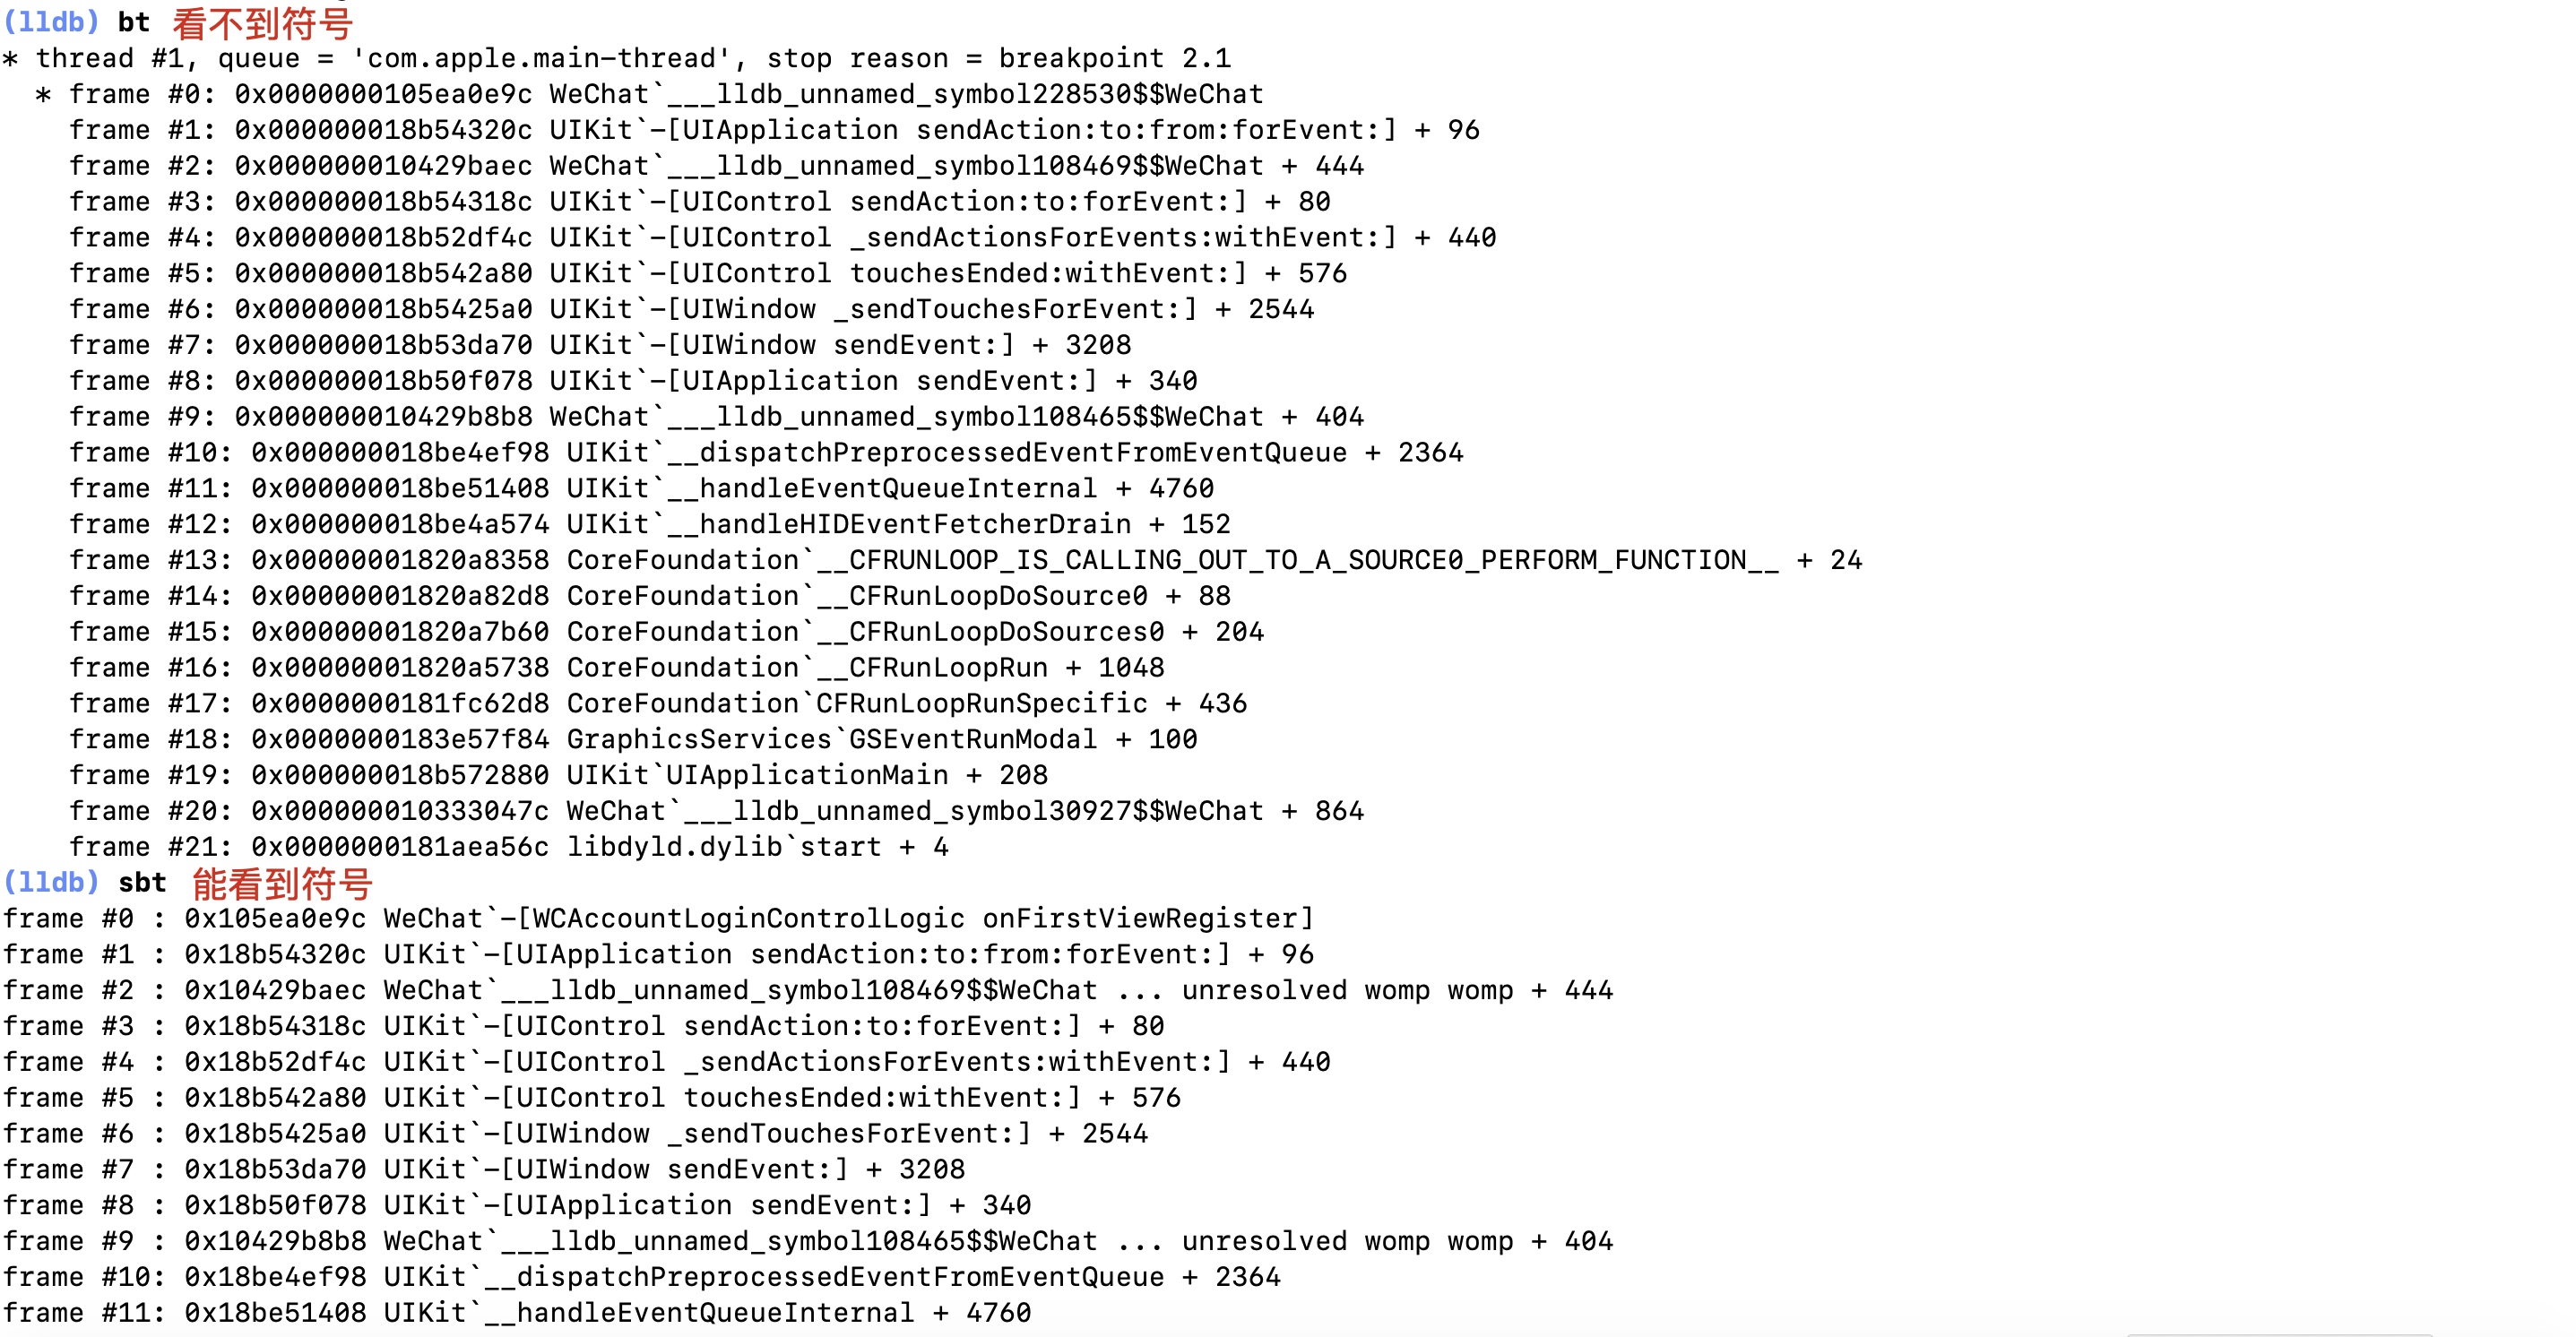 (lldb) bt 看不到符号
* thread #1, queue = 'com.apple.main-thread', stop reason = breakpoint 2.1
  * frame #0: 0x0000000105ea0e9c WeChat`___lldb_unnamed_symbol228530$$WeChat
    frame #1: 0x000000018b54320c UIKit`-[UIApplication sendAction:to:from:forEvent:] + 96
    frame #2: 0x000000010429baec WeChat`___lldb_unnamed_symbol108469$$WeChat + 444
    frame #3: 0x000000018b54318c UIKit`-[UIControl sendAction:to:forEvent:] + 80
    frame #4: 0x000000018b52df4c UIKit`-[UIControl _sendActionsForEvents:withEvent:] + 440
    frame #5: 0x000000018b542a80 UIKit`-[UIControl touchesEnded:withEvent:] + 576
    frame #6: 0x000000018b5425a0 UIKit`-[UIWindow _sendTouchesForEvent:] + 2544
    frame #7: 0x000000018b53da70 UIKit`-[UIWindow sendEvent:] + 3208
    frame #8: 0x000000018b50f078 UIKit`-[UIApplication sendEvent:] + 340
    frame #9: 0x000000010429b8b8 WeChat`___lldb_unnamed_symbol108465$$WeChat + 404
    frame #10: 0x000000018be4ef98 UIKit`__dispatchPreprocessedEventFromEventQueue + 2364
    frame #11: 0x000000018be51408 UIKit`__handleEventQueueInternal + 4760
    frame #12: 0x000000018be4a574 UIKit`__handleHIDEventFetcherDrain + 152
    frame #13: 0x00000001820a8358 CoreFoundation`__CFRUNLOOP_IS_CALLING_OUT_TO_A_SOURCE0_PERFORM_FUNCTION__ + 24
    frame #14: 0x00000001820a82d8 CoreFoundation`__CFRunLoopDoSource0 + 88
    frame #15: 0x00000001820a7b60 CoreFoundation`__CFRunLoopDoSources0 + 204
    frame #16: 0x00000001820a5738 CoreFoundation`__CFRunLoopRun + 1048
    frame #17: 0x0000000181fc62d8 CoreFoundation`CFRunLoopRunSpecific + 436
    frame #18: 0x0000000183e57f84 GraphicsServices`GSEventRunModal + 100
    frame #19: 0x000000018b572880 UIKit`UIApplicationMain + 208
    frame #20: 0x000000010333047c WeChat`___lldb_unnamed_symbol30927$$WeChat + 864
    frame #21: 0x0000000181aea56c libdyld.dylib`start + 4
(lldb) sbt 能看到符号
frame #0 : 0x105ea0e9c WeChat`-[WCAccountLoginControlLogic onFirstViewRegister]
frame #1 : 0x18b54320c UIKit`-[UIApplication sendAction:to:from:forEvent:] + 96
frame #2 : 0x10429baec WeChat`___lldb_unnamed_symbol108469$$WeChat ... unresolved womp womp + 444
frame #3 : 0x18b54318c UIKit`-[UIControl sendAction:to:forEvent:] + 80
frame #4 : 0x18b52df4c UIKit`-[UIControl _sendActionsForEvents:withEvent:] + 440
frame #5 : 0x18b542a80 UIKit`-[UIControl touchesEnded:withEvent:] + 576
frame #6 : 0x18b5425a0 UIKit`-[UIWindow _sendTouchesForEvent:] + 2544
frame #7 : 0x18b53da70 UIKit`-[UIWindow sendEvent:] + 3208
frame #8 : 0x18b50f078 UIKit`-[UIApplication sendEvent:] + 340
frame #9 : 0x10429b8b8 WeChat`___lldb_unnamed_symbol108465$$WeChat ... unresolved womp womp + 404
frame #10: 0x18be4ef98 UIKit`__dispatchPreprocessedEventFromEventQueue + 2364
frame #11: 0x18be51408 UIKit`__handleEventQueueInternal + 4760